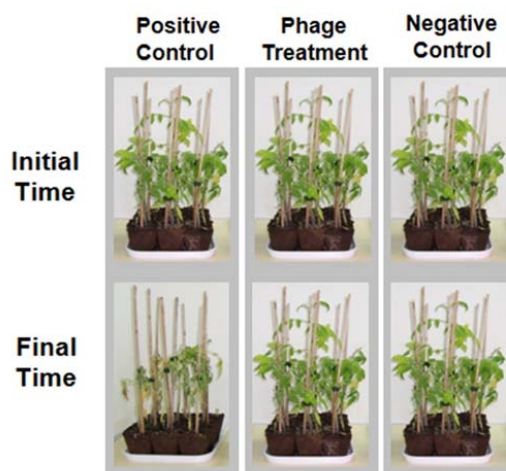 Positive
Control
Phage
Treatment
Negative
Control
Initial
Time
Final
Time